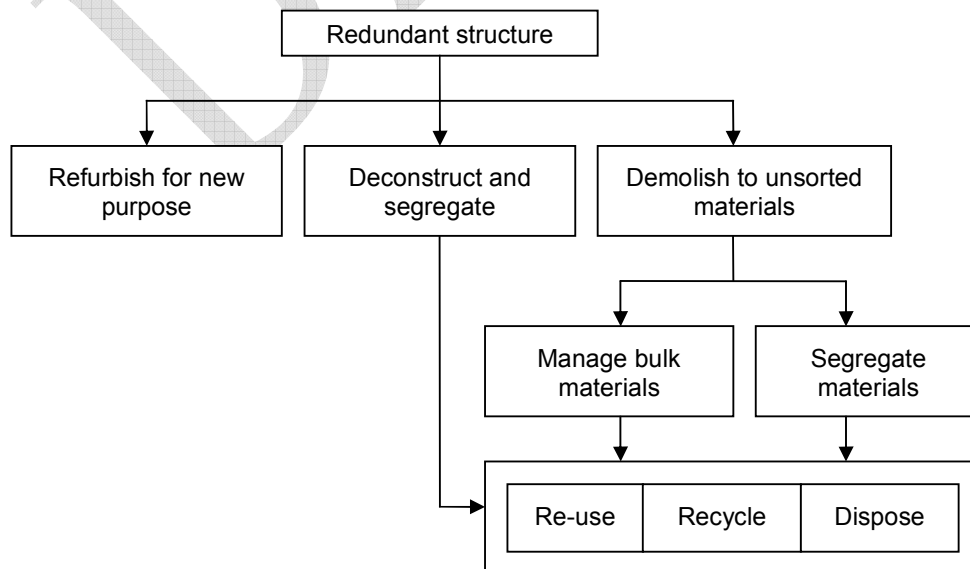 Redundant structure
Refurbish for new
purpose
Deconstruct and
segregate
Demolish to unsorted
materials
Manage bulk
materials
Segregate
materials
Re-use
Recycle
Dispose